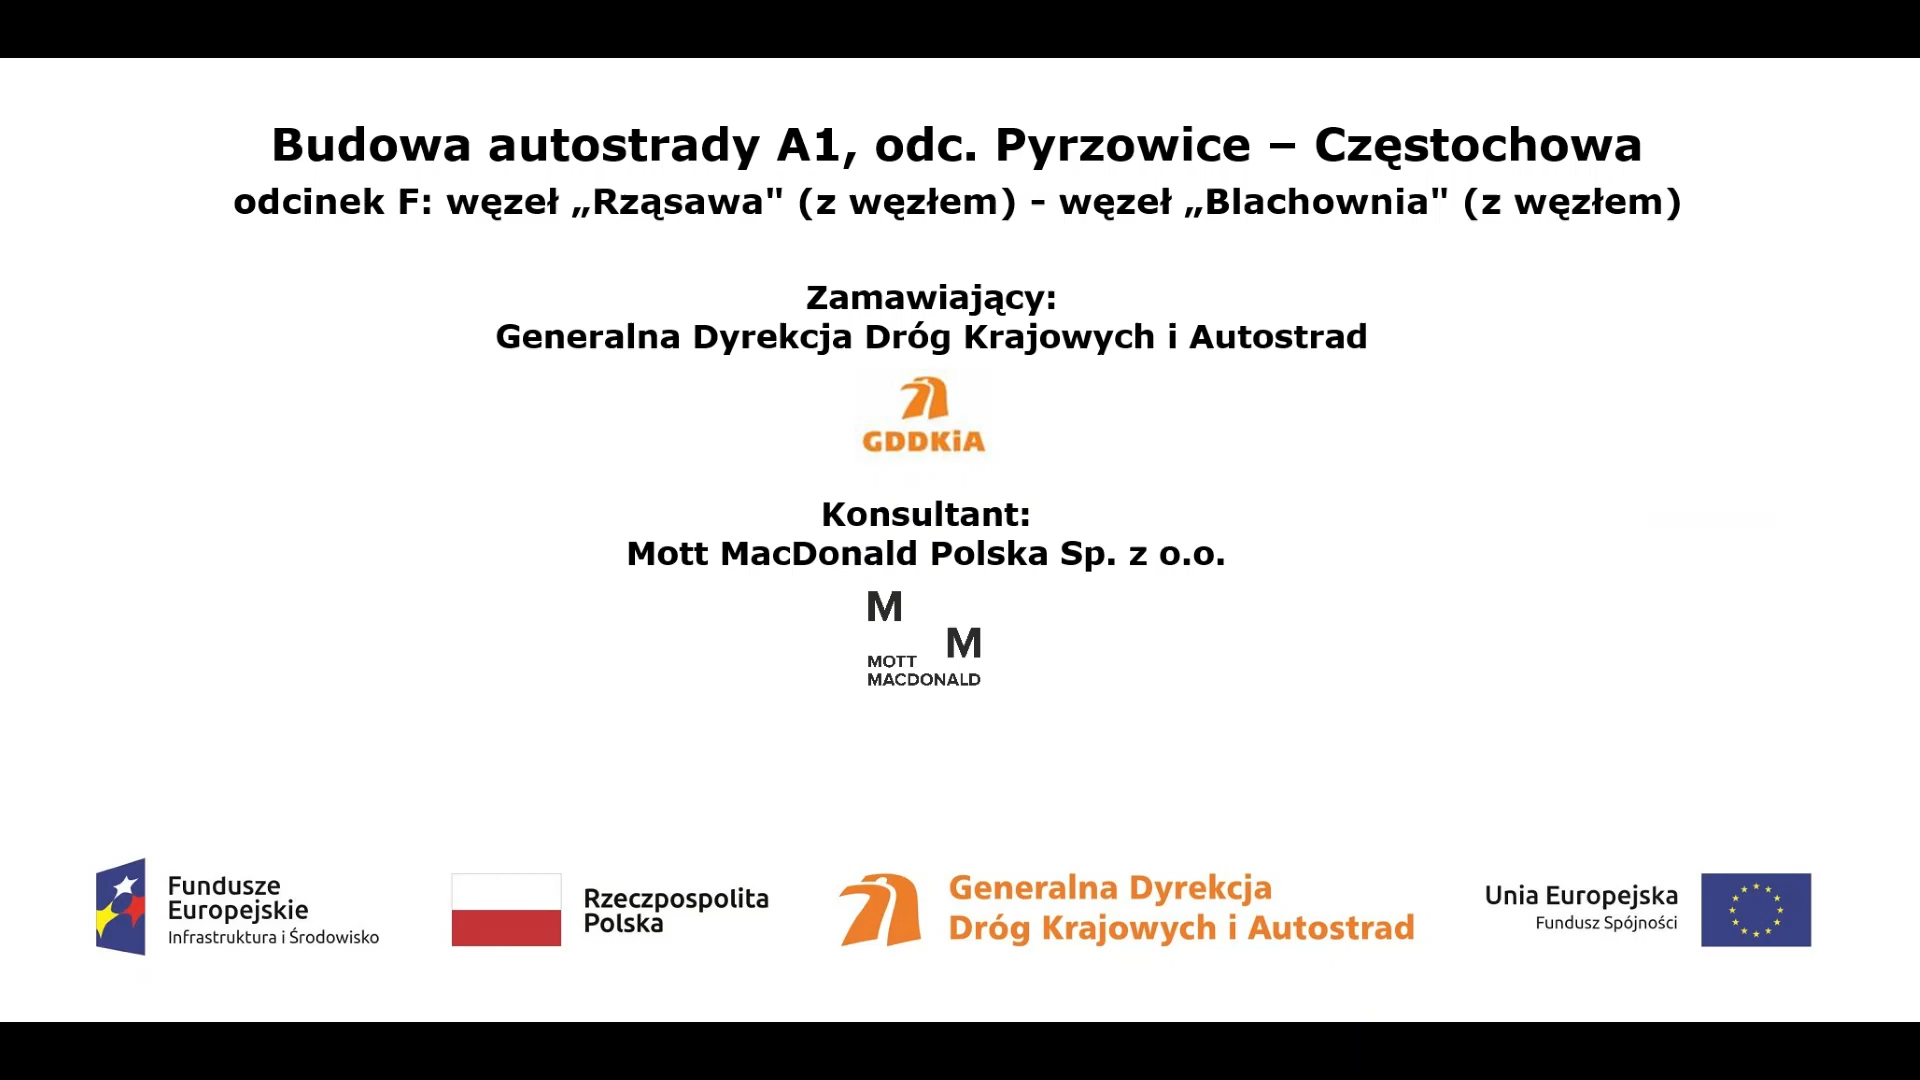 Budowa autostrady A1, odc. Pyrzowice – Częstochowa
odcinek F: węzeł „Rząsawa" (z węzłem) - węzeł „Blachownia" (z węzłem)
Zamawiający:
Generalna Dyrekcja Dróg Krajowych i Autostrad
GDDKiA
Konsultant:
Mott MacDonald Polska Sp. z o.o.
M
M
MOTT
MACDONALD
Fundusze
Europejskie
Infrastruktura i Środowisko
Rzeczpospolita
Polska
Generalna Dyrekcja
Dróg Krajowych i Autostrad
Unia Europejska
Fundusz Spójności